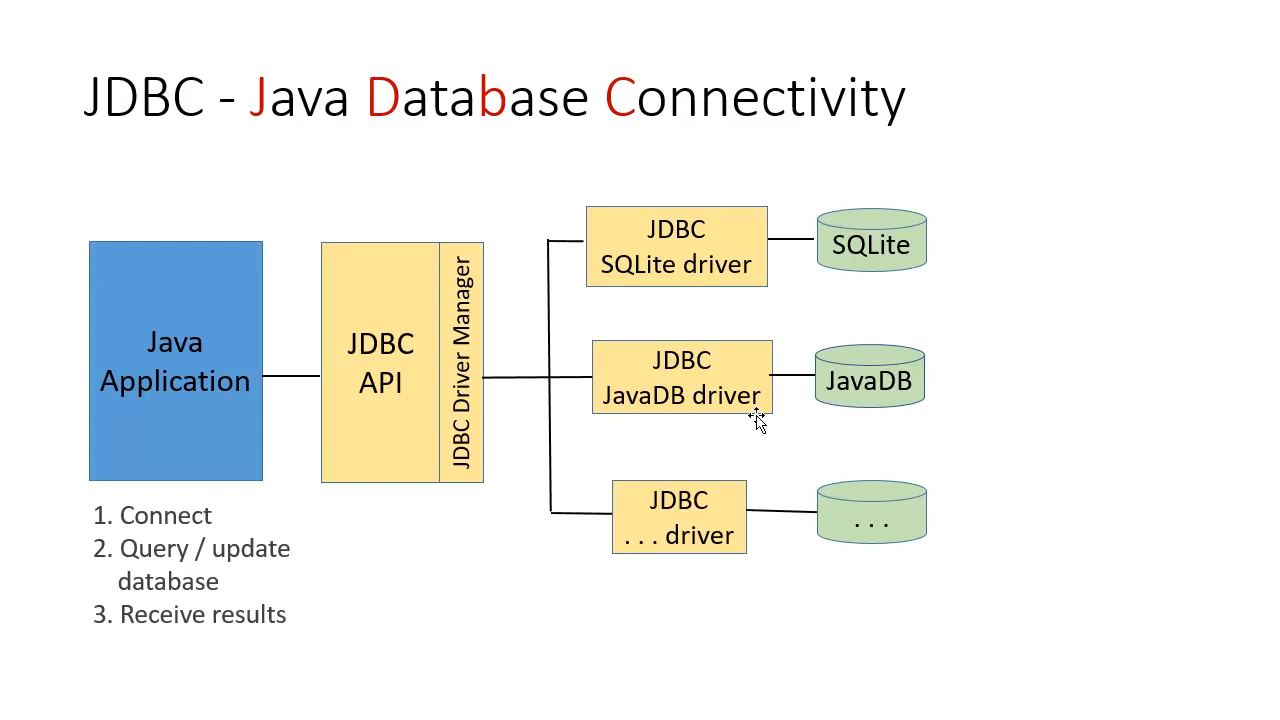 JDBC - Java Database Connectivity
Java
Application
JDBC
API
JDBC Driver Manager
JDBC
SQLite driver
SQLite
JDBC
JavaDB driver
JavaDB
JDBC
. . . driver
. . .
1. Connect
2. Query / update
database
3. Receive results